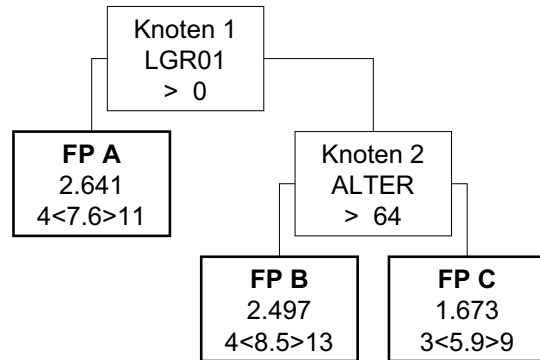 Knoten 1
LGR01
> 0
FP A
2.641
4<7.6>11
Knoten 2
ALTER
> 64
FP B
2.497
4<8.5>13
FP C
1.673
3<5.9>9